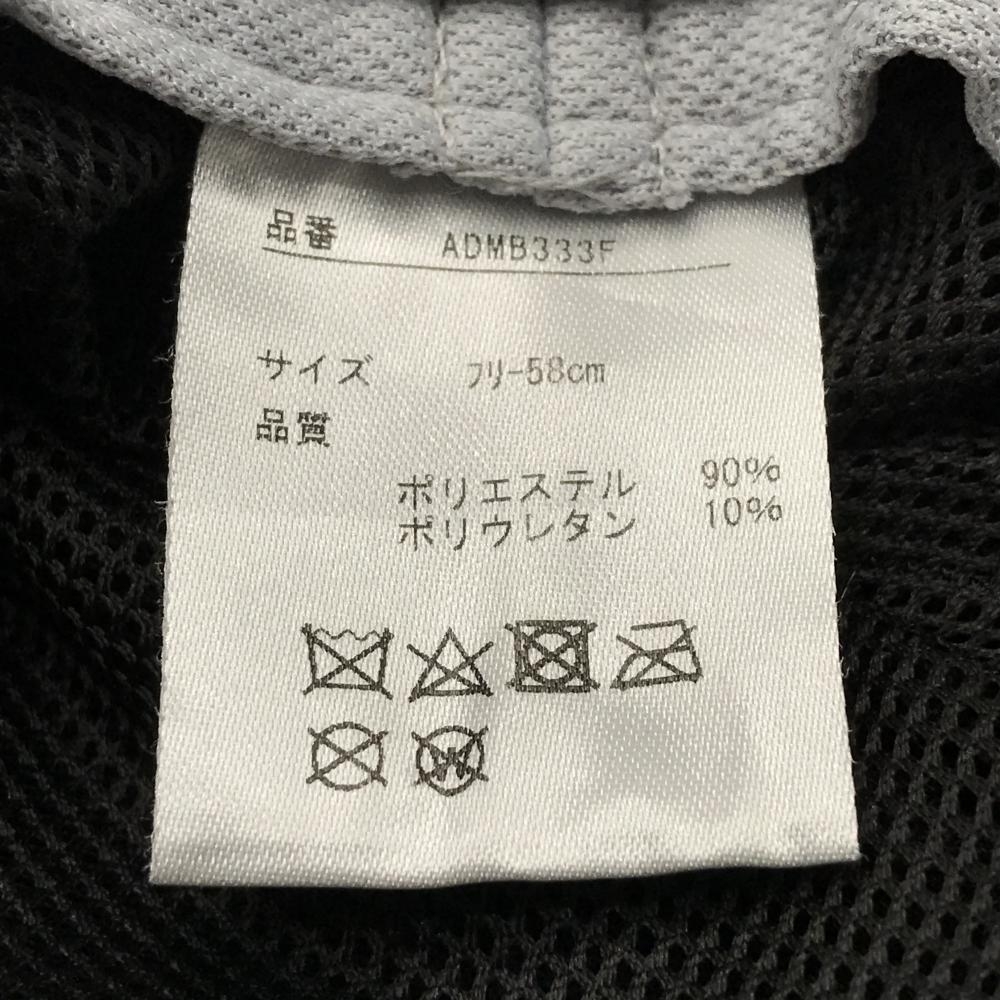 品番 ADMB333F
サイズ フリー58cm
品質
ポリエステル 90%
ポリウレタン 10%
W